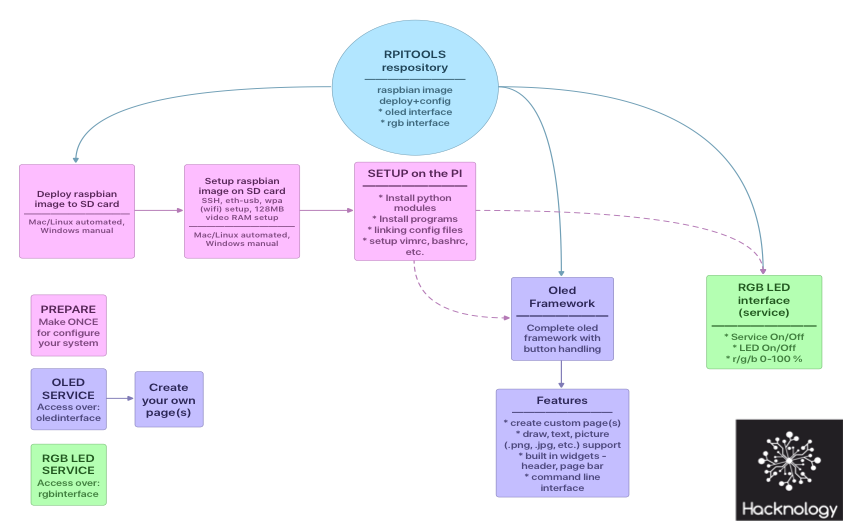 RPITOOLS
respository
raspbian image
deploy+config
* oled interface
* rgb interface
Deploy raspbian
image to SD card
Mac/Linux automated,
Windows manual
Setup raspbian
image on SD card
SSH, eth-usb, wpa
(wifi) setup, 128MB
video RAM setup
Mac/Linux automated,
Windows manual
SETUP on the PI
* Install python
modules
* Install programs
* linking config files
* setup vimrc, bashrc,
etc.
Oled
Framework
Complete oled
framework with
button handling
RGB LED
interface
(service)
* Service On/Off
* LED On/Off
* r/g/b 0-100 %
PREPARE
Make ONCE
for configure
your system
OLED
SERVICE
Access over:
oledinterface
Create
your own
page(s)
RGB LED
SERVICE
Access over:
rgbinterface
Features
* create custom page(s)
* draw, text, picture
(.png, .jpg, etc.) support
* built in widgets -
header, page bar
* command line
interface
Hacknology